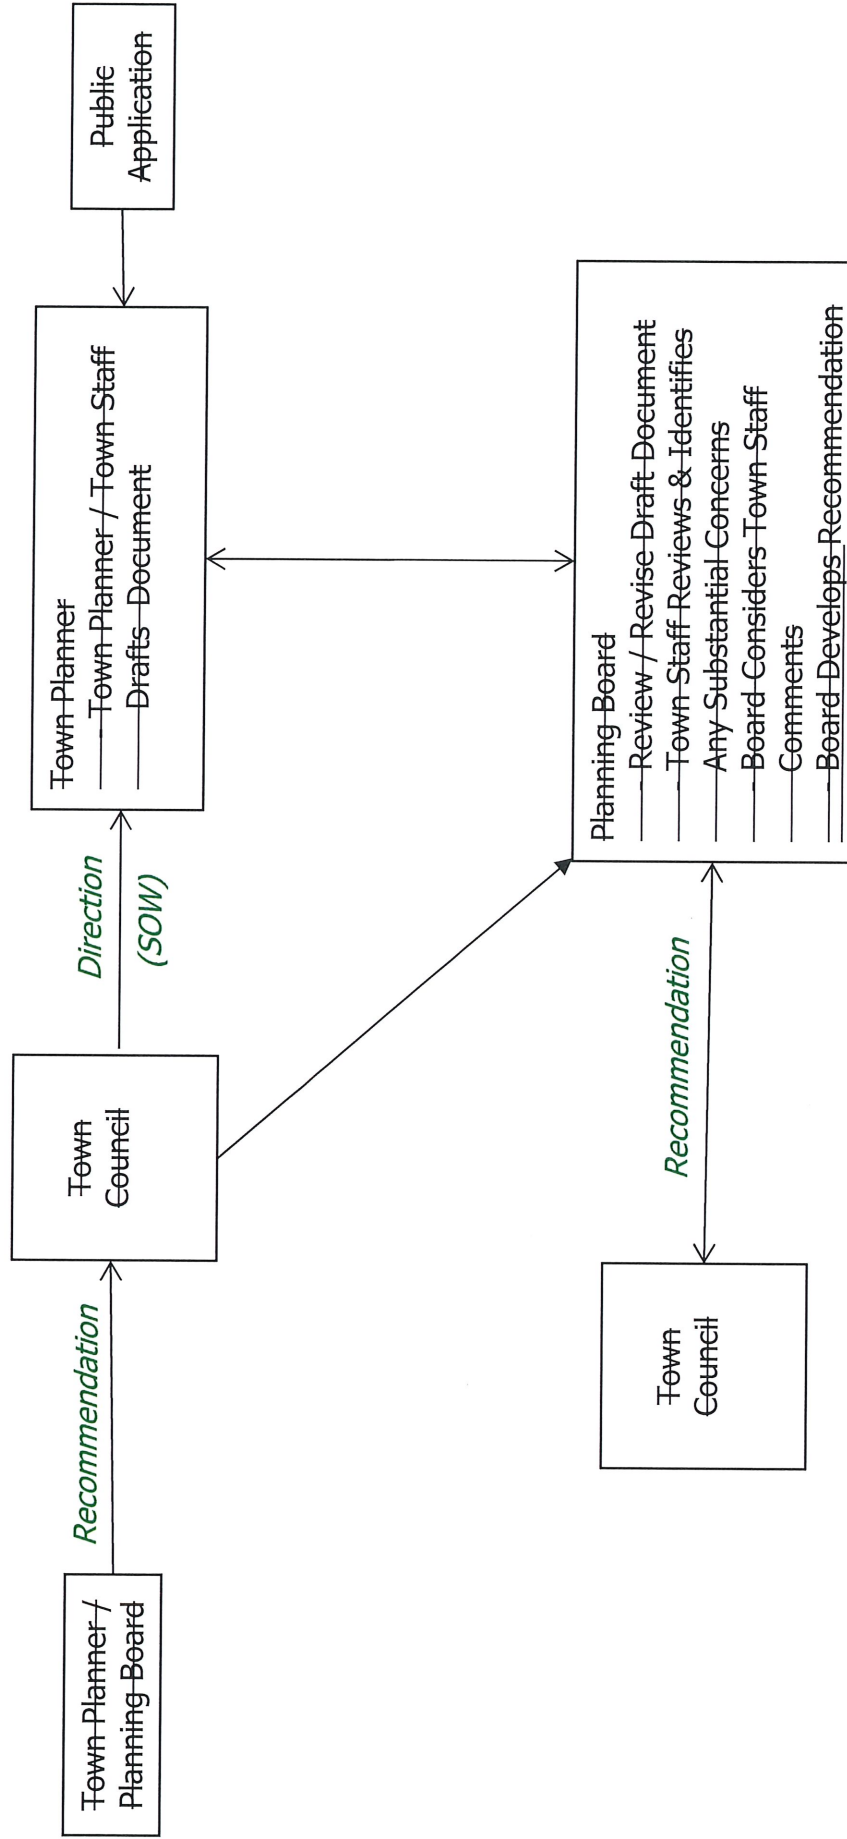 Town Planner /
Planning Board
Recommendation
Town
Council
Direction
(SOW)
Town Planner
- Town Planner / Town Staff
Drafts Document
Public
Application
Town
Council
Recommendation
Planning Board
- Review / Revise Draft Document
- Town Staff Reviews & Identifies
Any Substantial Concerns
- Board Considers Town Staff
Comments
- Board Develops Recommendation